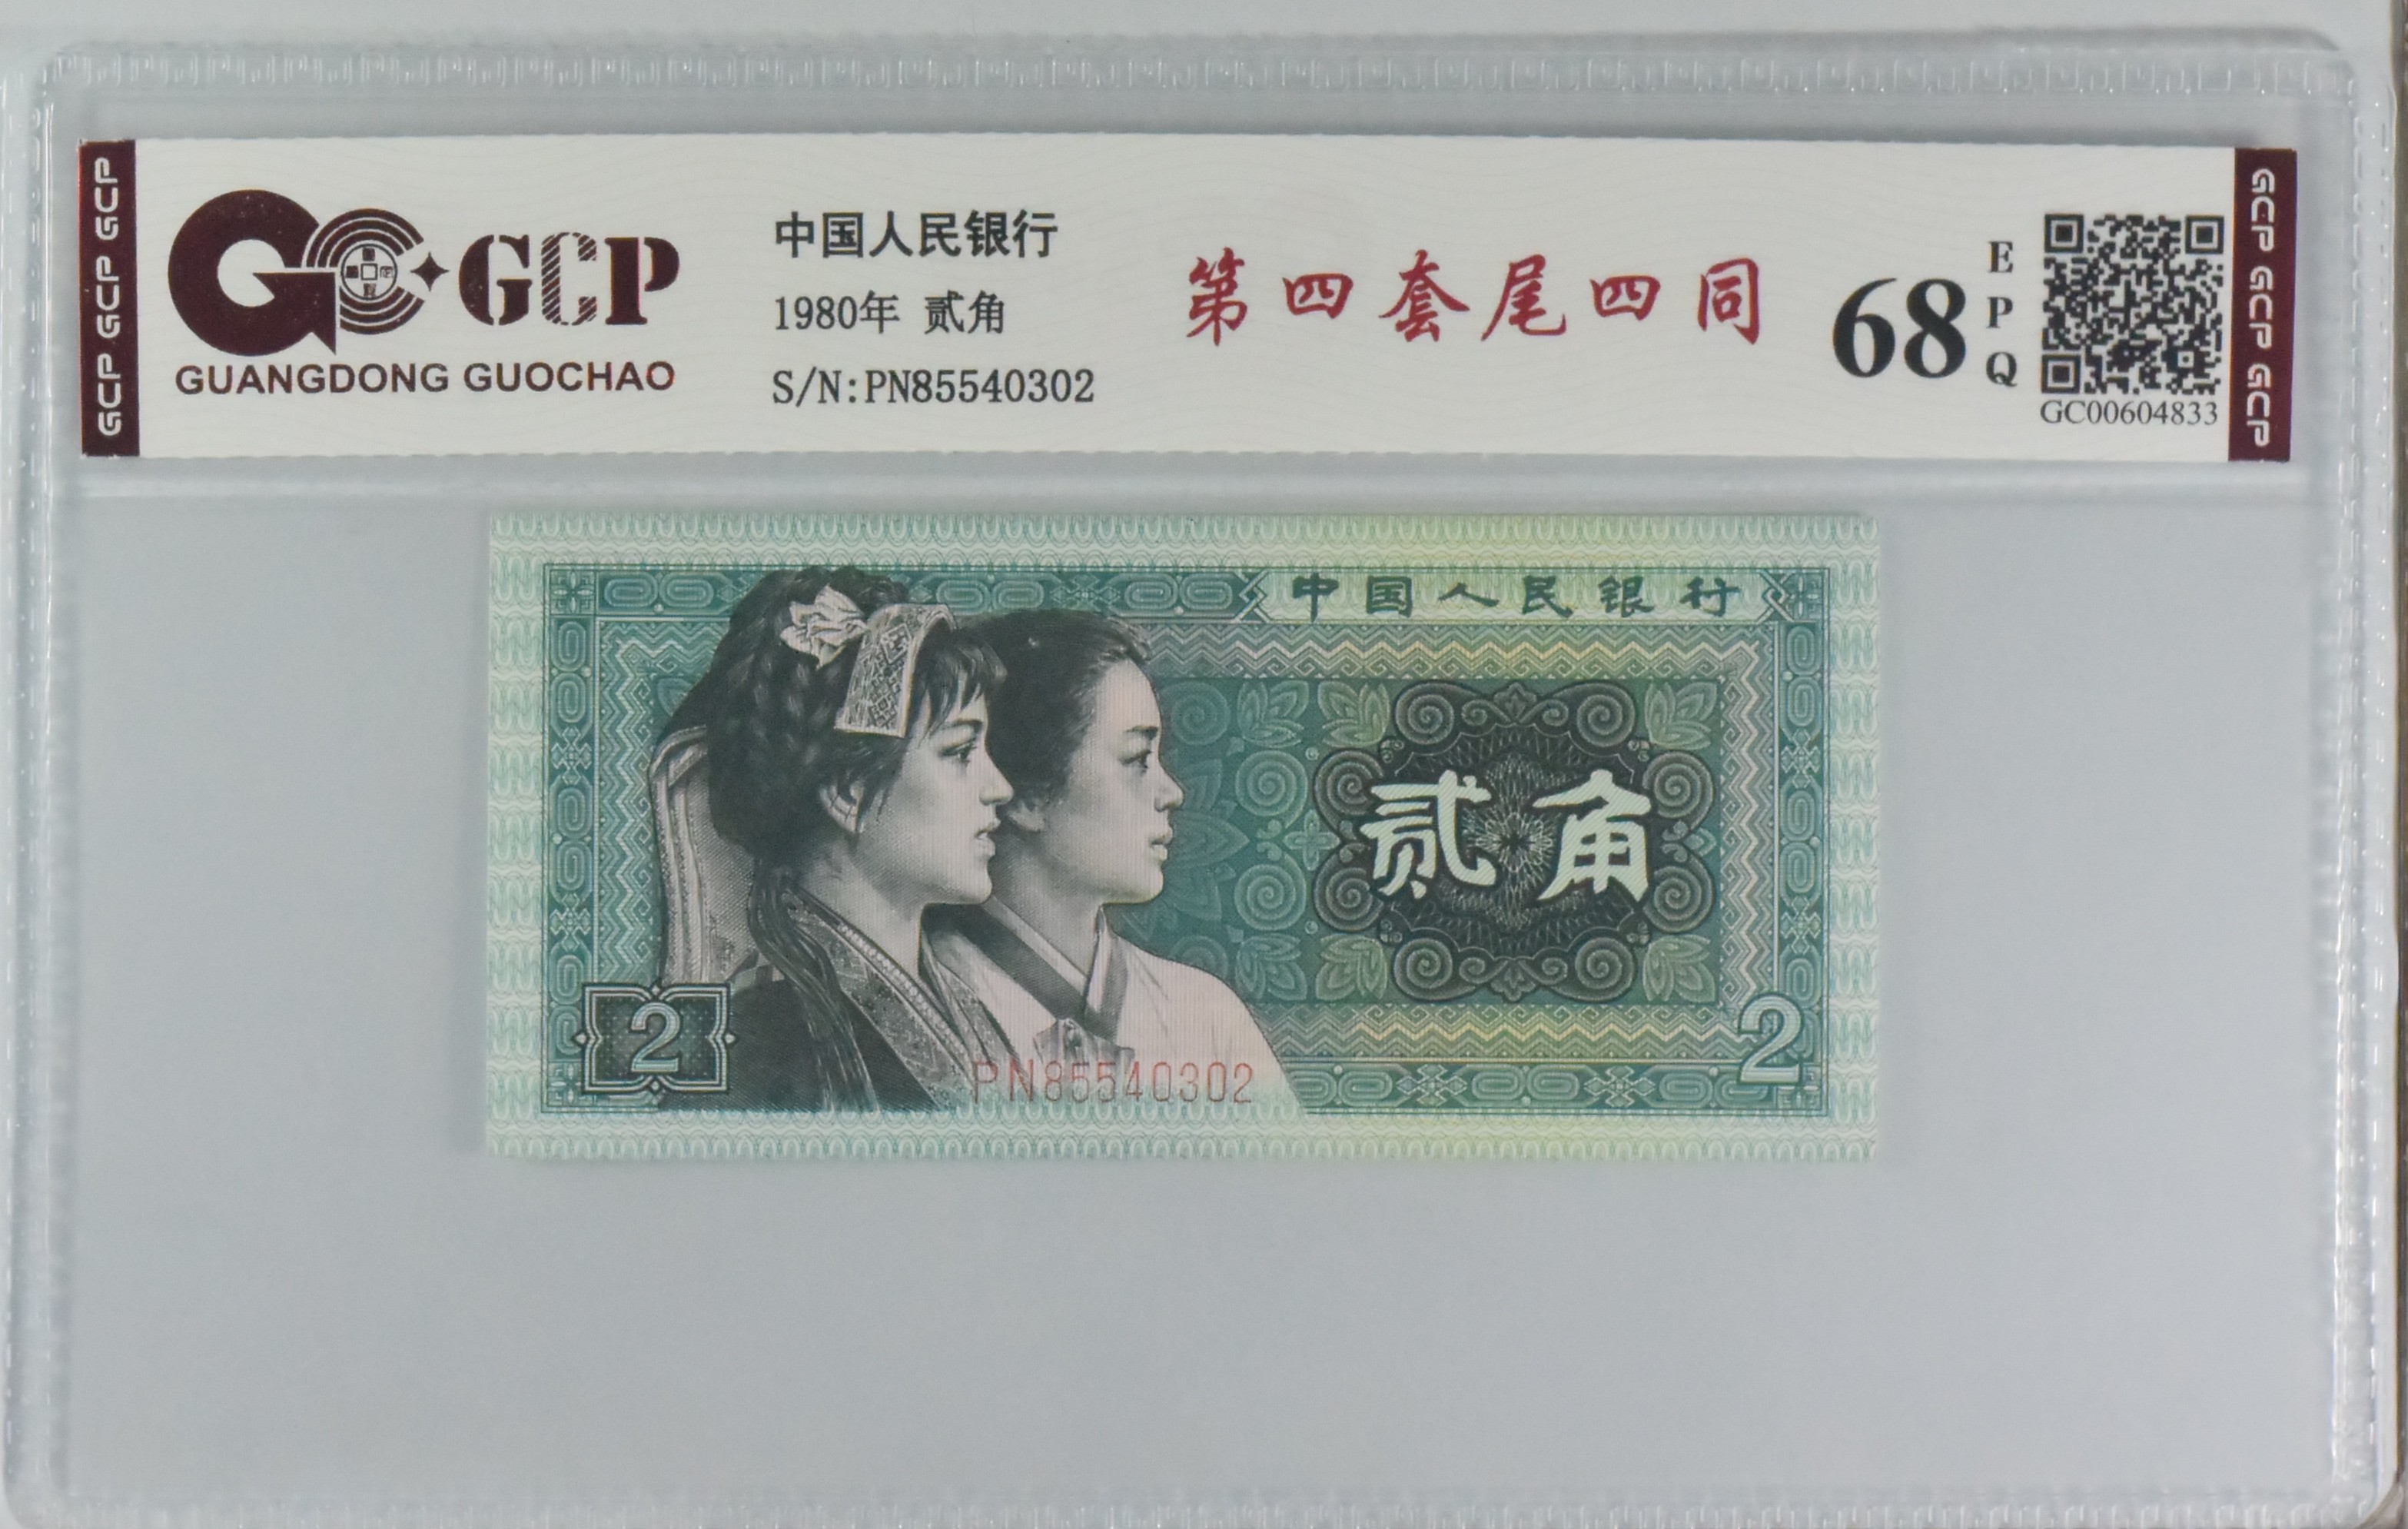 GCP GCP GCP
GCP
GUANGDONG GUOCHAO
中国人民银行
1980年 贰角
S/N:PN85540302
第四套尾四同
68
EPQ
GC00604833
GCP GCP GCP
中国人民银行
贰角
2
PN85540302
2